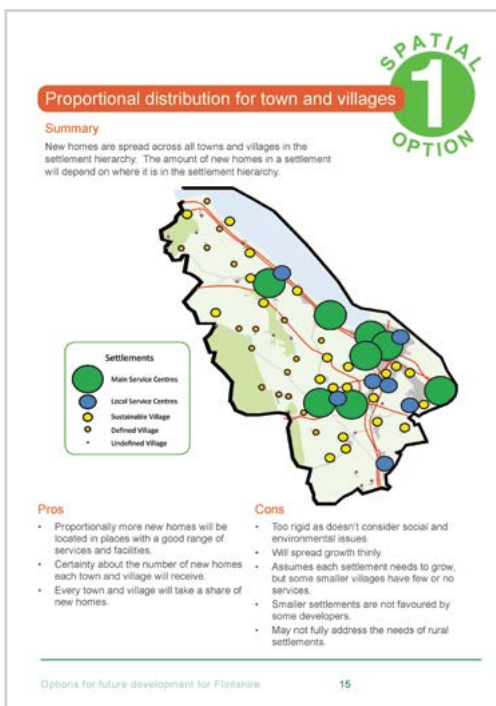 SPATIAL
1
OPTION
Proportional distribution for town and villages
Summary
New homes are spread across all towns and villages in the
settlement hierarchy. The amount of new homes in a settlement
will depend on where it is in the settlement hierarchy.
Settlements
Main Service Centres
Local Service Centres
Sustainable Village
Defined Village
Undefined Village
Pros
• Proportionally more new homes will be
located in places with a good range of
services and facilities.
• Certainty about the number of new homes
each town and village will receive.
• Every town and village will take a share of
new homes.
Cons
• Too rigid as doesn't consider social and
environmental issues.
• Will spread growth thinly.
• Assumes each settlement needs to grow,
but some smaller villages have few or no
services.
• Smaller settlements are not favoured by
some developers.
• May not fully address the needs of rural
settlements.
Options for future development for Flintshire
15